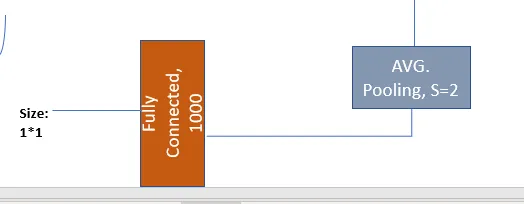 Size:
1*1
Fully
Connected,
1000
AVG.
Pooling, S=2